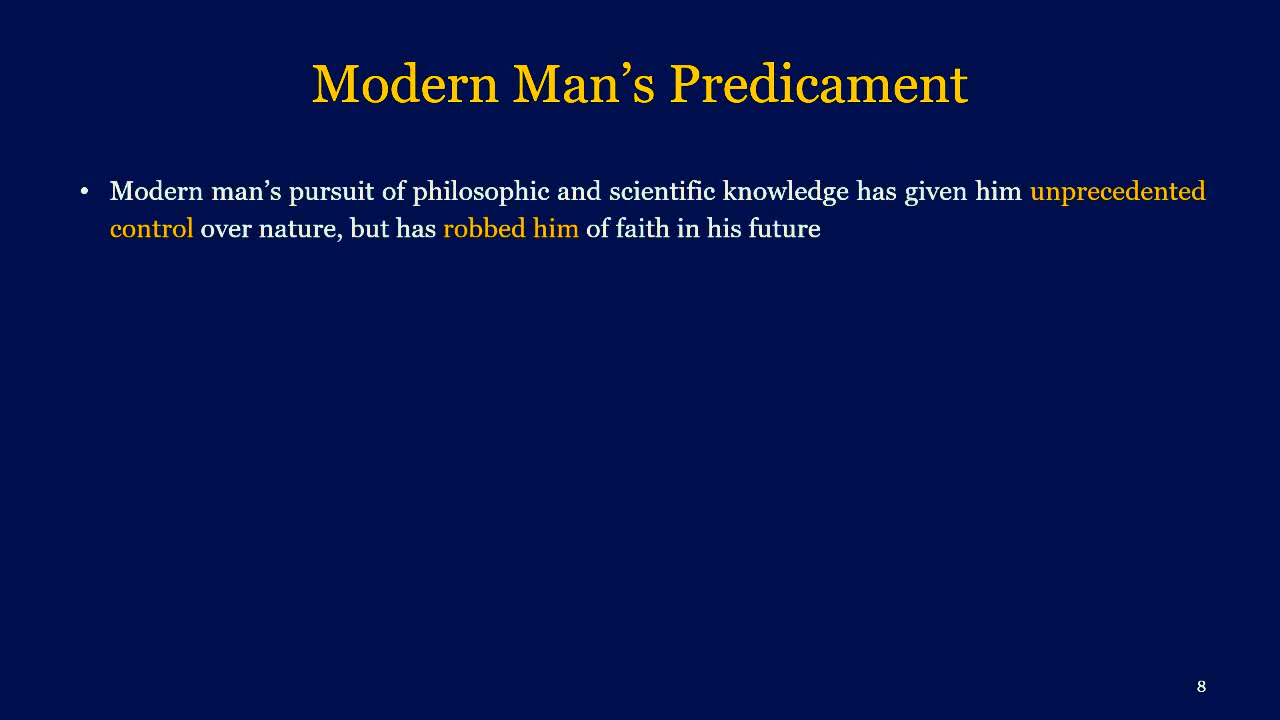 Modern Man’s Predicament
• Modern man’s pursuit of philosophic and scientific knowledge has given him unprecedented
control over nature, but has robbed him of faith in his future
8